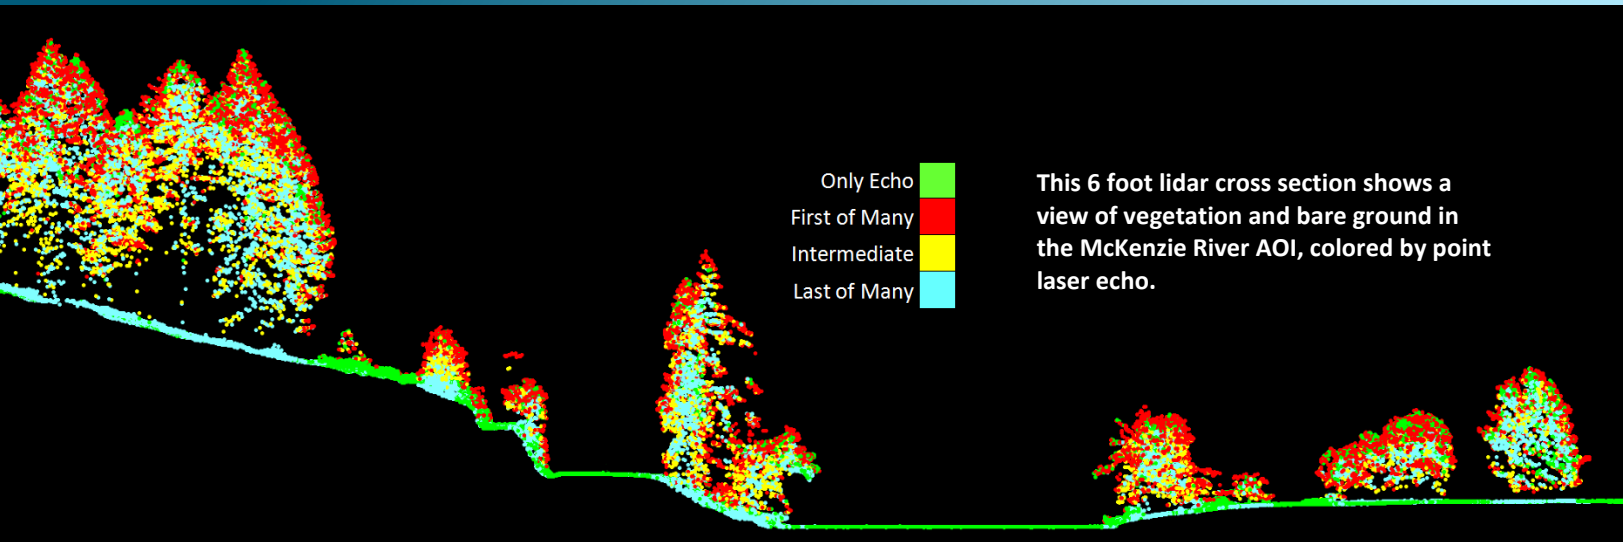 Only Echo
First of Many
Intermediate
Last of Many
This 6 foot lidar cross section shows a
view of vegetation and bare ground in
the McKenzie River AOI, colored by point
laser echo.